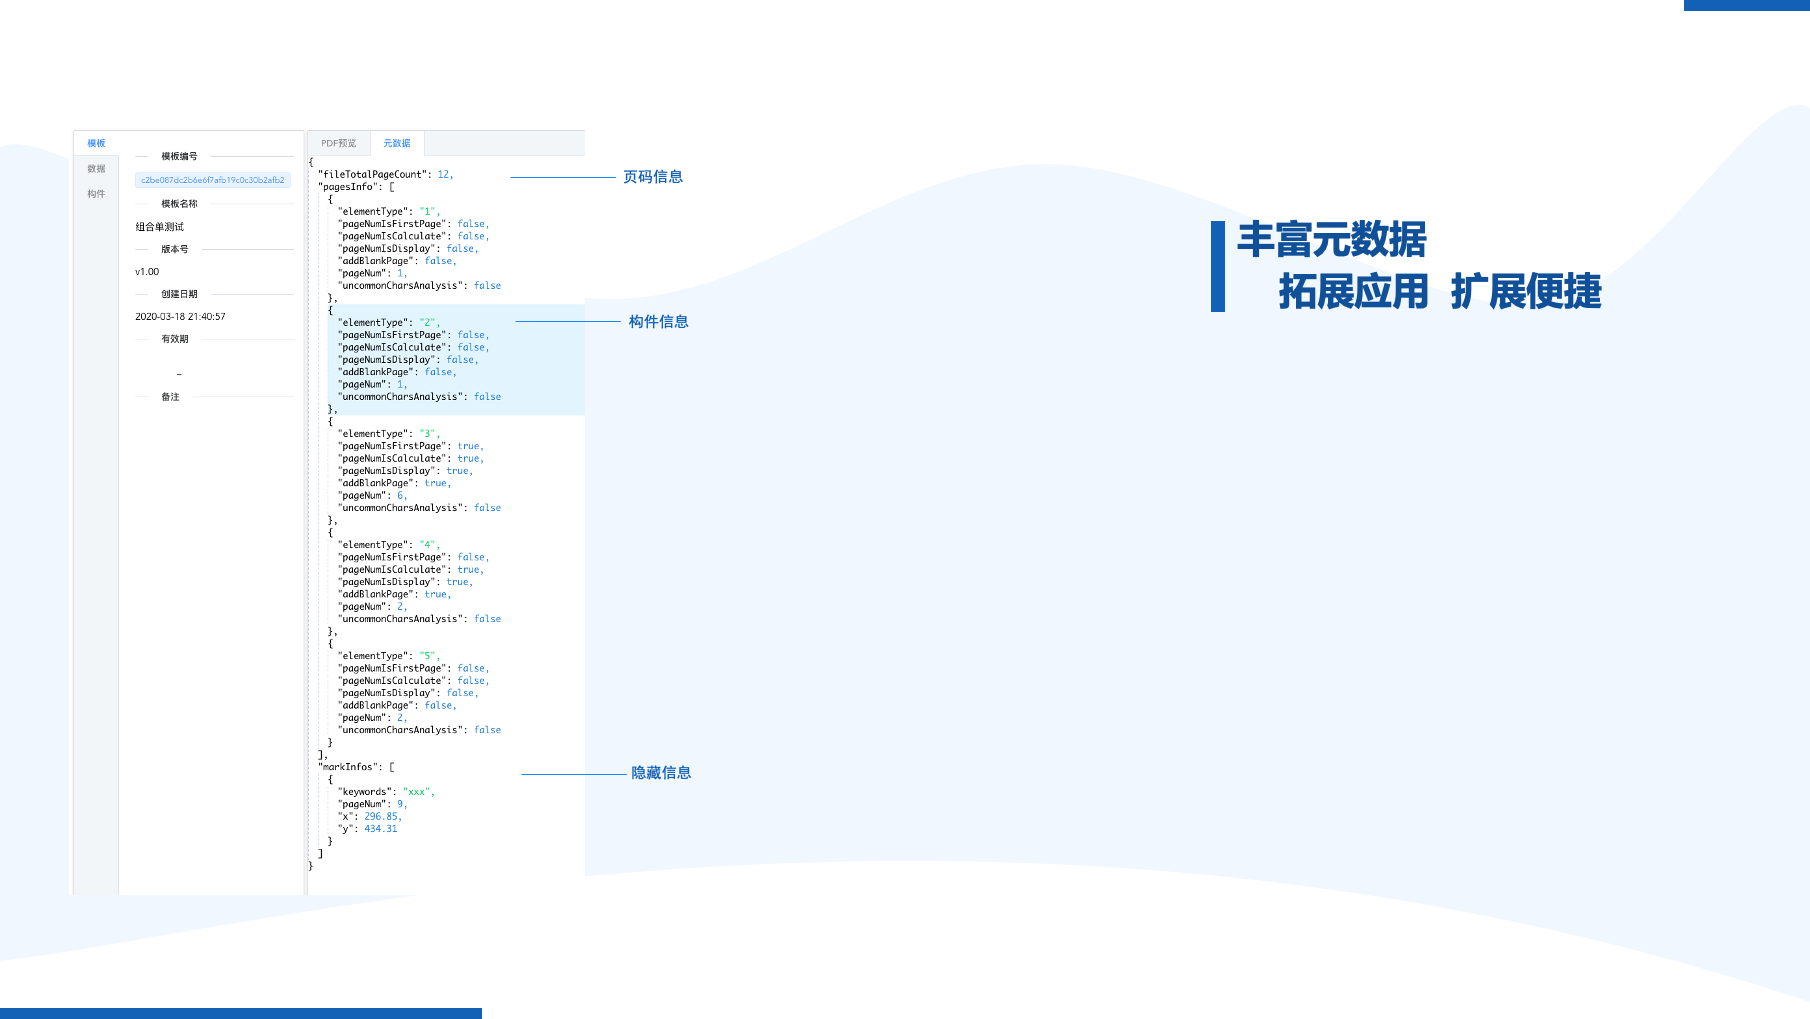 模板
数据
构件
模板编号
c2be087dc2b6e6f7afb19c0c30b2afb2
模板名称
组合单测试
版本号
v1.00
创建日期
2020-03-18 21:40:57
有效期
–
备注
PDF预览
元数据
{
"fileTotalPageCount": 12,
"pagesInfo": [
{
"elementType": "1",
"pageNumIsFirstPage": false,
"pageNumIsCalculate": false,
"pageNumIsDisplay": false,
"addBlankPage": false,
"pageNum": 1,
"uncommonCharsAnalysis": false
},
{
"elementType": "2",
"pageNumIsFirstPage": false,
"pageNumIsCalculate": false,
"pageNumIsDisplay": false,
"addBlankPage": false,
"pageNum": 1,
"uncommonCharsAnalysis": false
},
{
"elementType": "3",
"pageNumIsFirstPage": true,
"pageNumIsCalculate": true,
"pageNumIsDisplay": true,
"addBlankPage": true,
"pageNum": 6,
"uncommonCharsAnalysis": false
},
{
"elementType": "4",
"pageNumIsFirstPage": false,
"pageNumIsCalculate": true,
"pageNumIsDisplay": true,
"addBlankPage": true,
"pageNum": 2,
"uncommonCharsAnalysis": false
},
{
"elementType": "5",
"pageNumIsFirstPage": false,
"pageNumIsCalculate": false,
"pageNumIsDisplay": false,
"addBlankPage": false,
"pageNum": 2,
"uncommonCharsAnalysis": false
}
],
"markInfos": [
{
"keywords": "xxx",
"pageNum": 9,
"x": 296.85,
"y": 434.31
}
]
}
页码信息
构件信息
隐藏信息
丰富元数据
拓展应用 扩展便捷